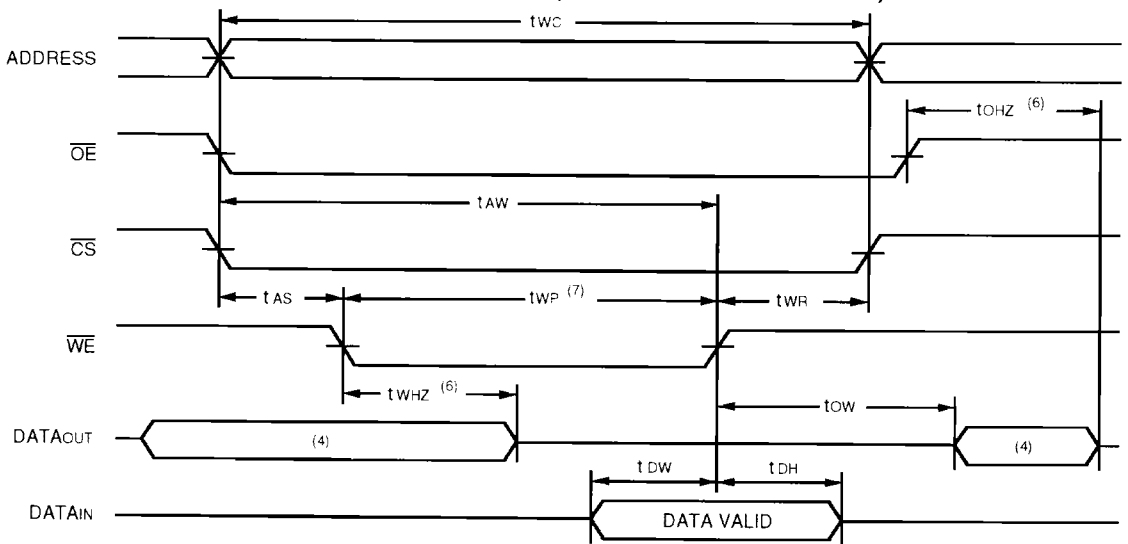 tWC
ADDRESS
tOHZ (6)
OE
tAW
CS
tAS
tWP (7)
tWR
WE
tWHZ (6)
tOW
DATAOUT
(4)
(4)
tDW
tDH
DATAIN
DATA VALID